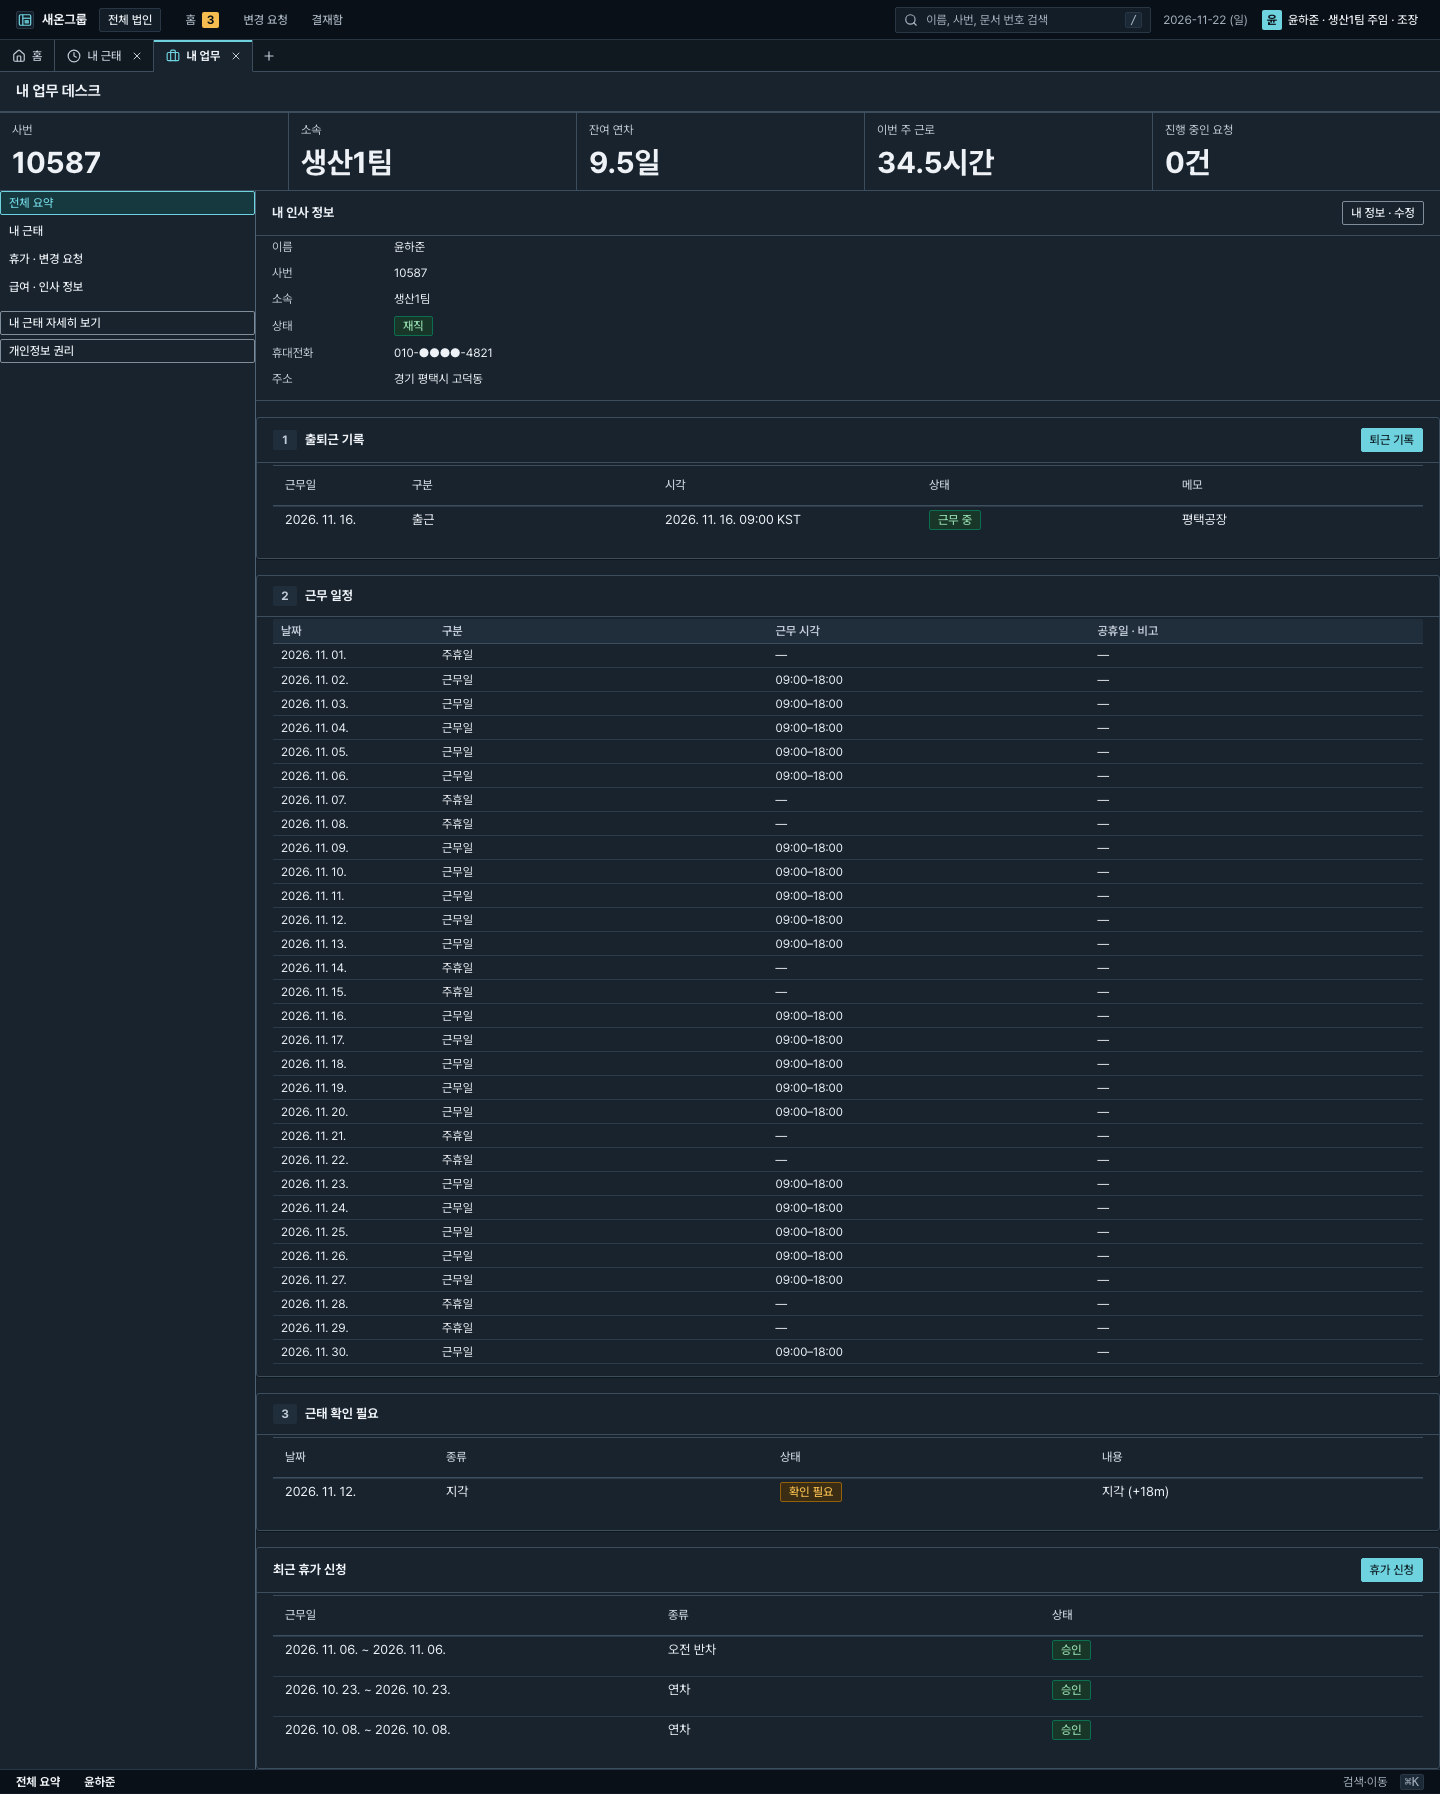 새온그룹 전체 법인 홈 3 변경 요청 결재함 이름, 사번, 문서 번호 검색 / 2026-11-22 (일) 윤 윤하준 · 생산1팀 주임 · 조장
홈 내 근태 내 업무
내 업무 데스크
사번 소속 잔여 연차 이번 주 근로 진행 중인 요청
10587 생산1팀 9.5일 34.5시간 0건
전체 요약
내 근태
휴가 · 변경 요청
급여 · 인사 정보
내 근태 자세히 보기
개인정보 권리
내 인사 정보 내 정보 · 수정
이름 윤하준
사번 10587
소속 생산1팀
상태 재직
휴대전화 010-●●●●-4821
주소 경기 평택시 고덕동
1 출퇴근 기록 퇴근 기록
근무일 구분 시각 상태 메모
2026. 11. 16. 출근 2026. 11. 16. 09:00 KST 근무 중 평택공장
2 근무 일정
날짜 구분 근무 시각 공휴일 · 비고
2026. 11. 01. 주휴일 — —
2026. 11. 02. 근무일 09:00–18:00 —
2026. 11. 03. 근무일 09:00–18:00 —
2026. 11. 04. 근무일 09:00–18:00 —
2026. 11. 05. 근무일 09:00–18:00 —
2026. 11. 06. 근무일 09:00–18:00 —
2026. 11. 07. 주휴일 — —
2026. 11. 08. 주휴일 — —
2026. 11. 09. 근무일 09:00–18:00 —
2026. 11. 10. 근무일 09:00–18:00 —
2026. 11. 11. 근무일 09:00–18:00 —
2026. 11. 12. 근무일 09:00–18:00 —
2026. 11. 13. 근무일 09:00–18:00 —
2026. 11. 14. 주휴일 — —
2026. 11. 15. 주휴일 — —
2026. 11. 16. 근무일 09:00–18:00 —
2026. 11. 17. 근무일 09:00–18:00 —
2026. 11. 18. 근무일 09:00–18:00 —
2026. 11. 19. 근무일 09:00–18:00 —
2026. 11. 20. 근무일 09:00–18:00 —
2026. 11. 21. 주휴일 — —
2026. 11. 22. 주휴일 — —
2026. 11. 23. 근무일 09:00–18:00 —
2026. 11. 24. 근무일 09:00–18:00 —
2026. 11. 25. 근무일 09:00–18:00 —
2026. 11. 26. 근무일 09:00–18:00 —
2026. 11. 27. 근무일 09:00–18:00 —
2026. 11. 28. 주휴일 — —
2026. 11. 29. 주휴일 — —
2026. 11. 30. 근무일 09:00–18:00 —
3 근태 확인 필요
날짜 종류 상태 내용
2026. 11. 12. 지각 확인 필요 지각 (+18m)
최근 휴가 신청 휴가 신청
근무일 종류 상태
2026. 11. 06. ~ 2026. 11. 06. 오전 반차 승인
2026. 10. 23. ~ 2026. 10. 23. 연차 승인
2026. 10. 08. ~ 2026. 10. 08. 연차 승인
전체 요약 윤하준 검색·이동 ⌘K